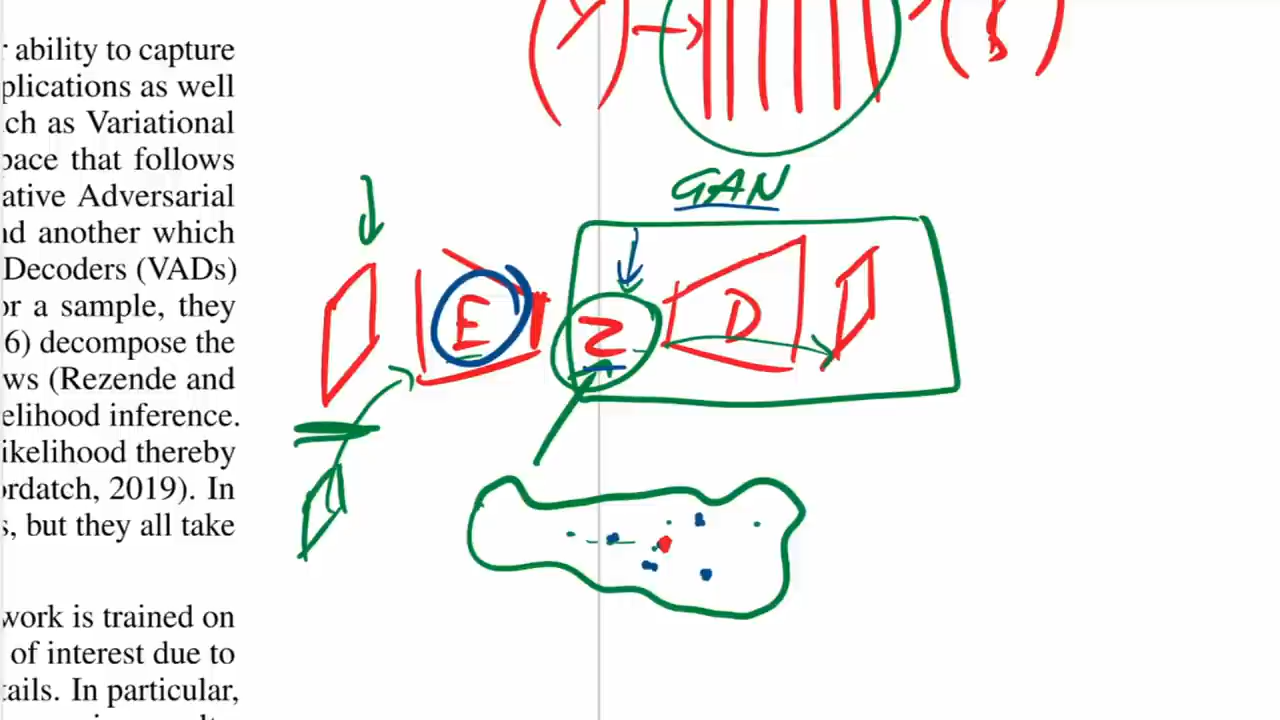 r ability to capture
plications as well
ch as Variational
pace that follows
ative Adversarial
nd another which
Decoders (VADs)
or a sample, they
6) decompose the
ws (Rezende and
elihood inference.
ikelihood thereby
ordatch, 2019). In
s, but they all take
work is trained on
of interest due to
tails. In particular,
GAN
E
Z
D